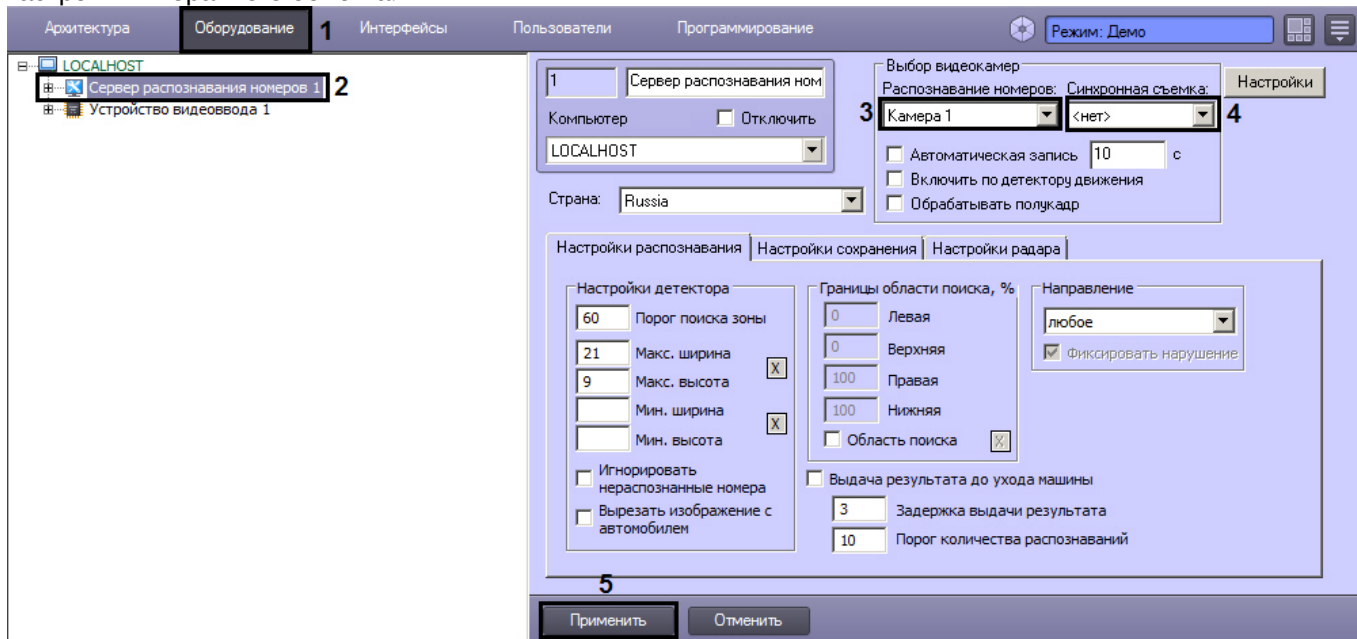 Архитектура Оборудование 1 Интерфейсы Пользователи Программирование Режим: Демо
LOCALHOST
Сервер распознавания номеров 1 2
Устройство видеоввода 1
1 Сервер распознавания ном
Компьютер Отключить
LOCALHOST
Страна: Russia
Выбор видеокамер
Распознавание номеров: Синхронная съемка:
3 Камера 1 <нет> 4
Автоматическая запись 10 с
Включить по детектору движения
Обрабатывать полукадр
Настройки
Настройки распознавания Настройки сохранения Настройки радара
Настройки детектора
60 Порог поиска зоны
21 Макс. ширина
X
9 Макс. высота
Мин. ширина
X
Мин. высота
Игнорировать
нераспознанные номера
Вырезать изображение с
автомобилем
Границы области поиска, %
0 Левая
0 Верхняя
100 Правая
100 Нижняя
Область поиска X
Направление
любое
Фиксировать нарушение
Выдача результата до ухода машины
3 Задержка выдачи результата
10 Порог количества распознаваний
5
Применить Отменить